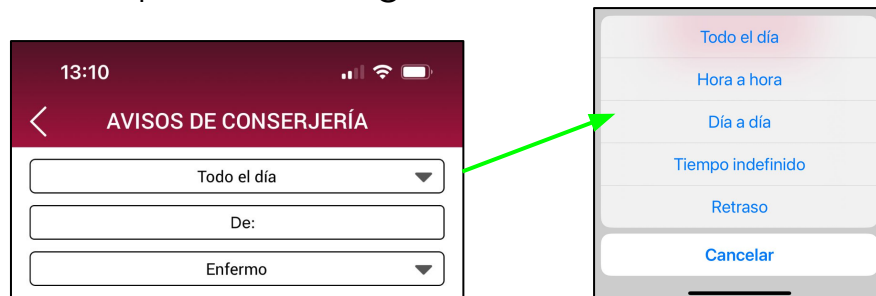 13:10
AVISOS DE CONSERJERÍA
Todo el día
De:
Enfermo
Todo el día
Hora a hora
Día a día
Tiempo indefinido
Retraso
Cancelar